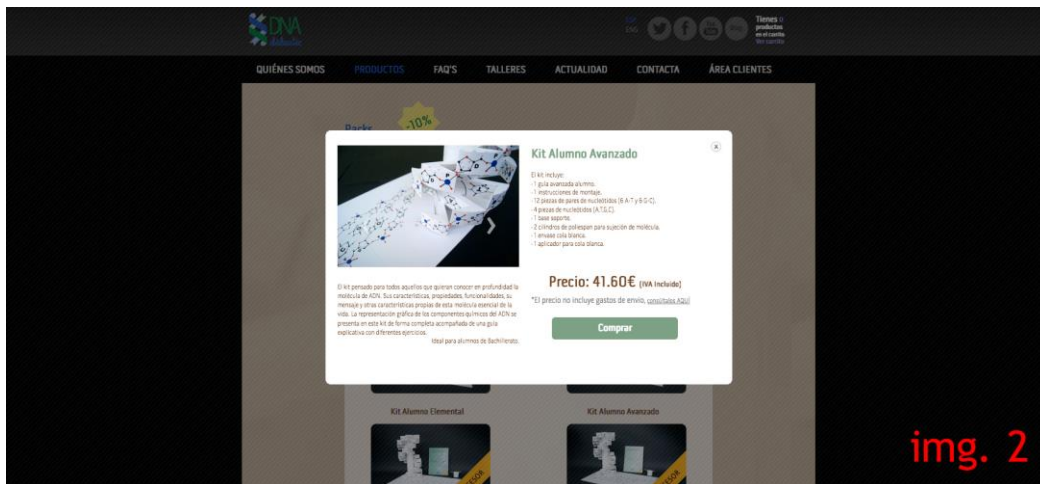 DNA
didactic
ESP
ENG
Tienes 0
productos
en el carrito
Ver carrito
QUIÉNES SOMOS
PRODUCTOS
FAQ'S
TALLERES
ACTUALIDAD
CONTACTA
ÁREA CLIENTES
Packs
-10%
Kit Alumno Avanzado
El kit incluye:
-1 guía avanzada alumno.
-1 instrucciones de montaje.
-12 piezas de pares de nucleótidos (6 A-T y 6 G-C).
-4 piezas de nucleótidos (A,T,G,C).
-1 base soporte.
-2 cilindros de poliespan para sujeción de molécula.
-1 envase cola blanca.
-1 aplicador para cola blanca.
Precio: 41.60€ (IVA Incluido)
*El precio no incluye gastos de envío, consúltalos AQUÍ
Comprar
El kit pensado para todos aquellos que quieran conocer en profundidad la
molécula de ADN. Sus características, propiedades, funcionalidades, su
mensaje y otras características propias de esta molécula esencial de la
vida. La representación gráfica de los componentes químicos del ADN se
presenta en este kit de forma completa acompañada de una guía
explicativa con diferentes ejercicios.
Ideal para alumnos de Bachillerato.
Kit Alumno Elemental
Kit Alumno Avanzado
img. 2